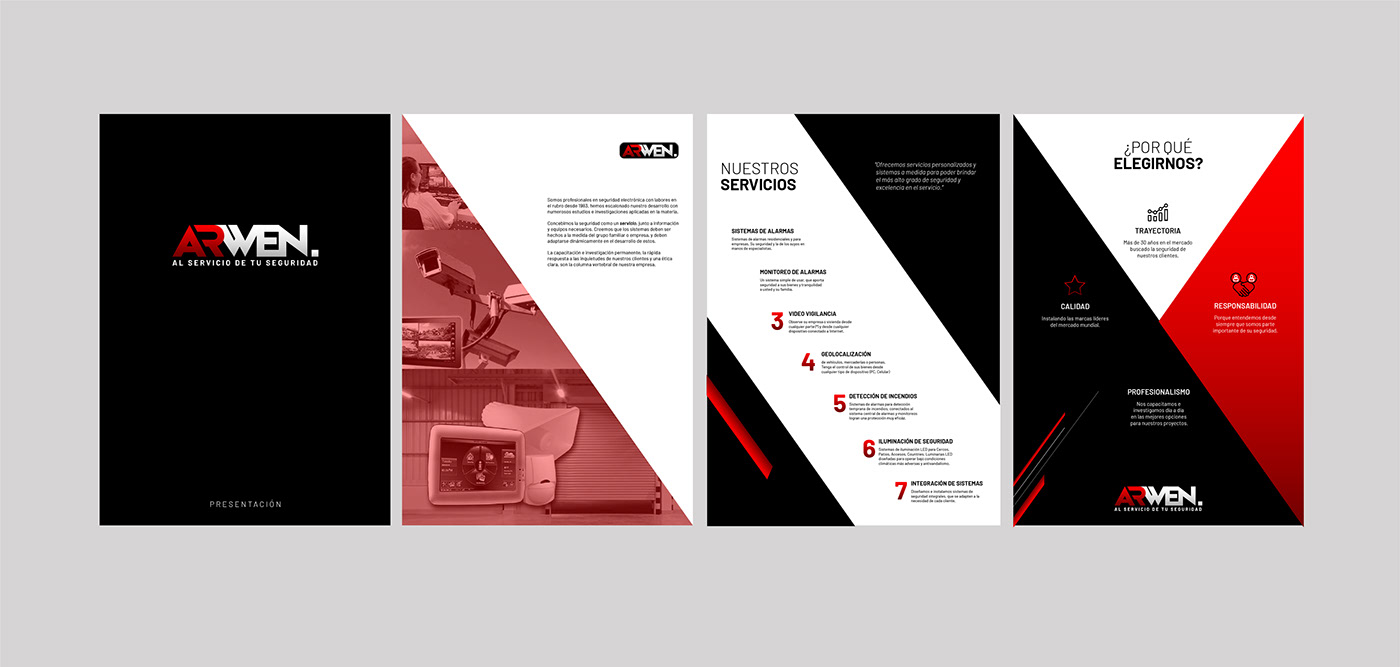 ARWEN.
AL SERVICIO DE TU SEGURIDAD
PRESENTACIÓN
ARWEN.
Somos profesionales en seguridad electrónica con labores en
el rubro desde 1983, hemos escalonado nuestro desarrollo con
numerosos estudios e investigaciones aplicadas en la materia.
Concebimos la seguridad como un servicio, junto a información
y equipos necesarios. Creemos que los sistemas deben ser
hechos a la medida del grupo familiar o empresa, y deben
adaptarse dinámicamente en el desarrollo de estos.
La capacitación e investigación permanente, la rápida
respuesta a las inquietudes de nuestros clientes y una ética
clara, son la columna vertebral de nuestra empresa.
NUESTROS
SERVICIOS
"Ofrecemos servicios personalizados y
sistemas a medida para poder brindar
el más alto grado de seguridad y
excelencia en el servicio."
SISTEMAS DE ALARMAS
Sistemas de alarmas residenciales y para
empresas. Su seguridad y la de los suyos en
manos de especialistas.
MONITOREO DE ALARMAS
Un sistema simple de usar, que aporta
seguridad a sus bienes y tranquilidad
a usted y su familia.
3 VIDEO VIGILANCIA
Observe su empresa o vivienda desde
cualquier parte(?) y desde cualquier
dispositivo conectado a Internet.
4 GEOLOCALIZACIÓN
de vehículos, mercaderías o personas.
Tenga el control de sus bienes desde
cualquier tipo de dispositivo (PC, Celular)
5 DETECCIÓN DE INCENDIOS
Sistemas de alarmas para detección
temprana de incendios, conectados al
sistema central de alarmas y monitoreos
logran una protección muy eficaz.
6 ILUMINACIÓN DE SEGURIDAD
Sistemas de iluminación LED para Cercos,
Patios, Accesos, Countries. Luminarias LED
diseñadas para operar bajo condiciones
climáticas más adversas y antivandalismo.
7 INTEGRACIÓN DE SISTEMAS
Diseñamos e instalamos sistemas de
seguridad integrales, que se adapten a la
necesidad de cada cliente.
¿POR QUÉ
ELEGIRNOS?
TRAYECTORIA
Más de 30 años en el mercado
buscado la seguridad de
nuestros clientes.
CALIDAD
Instalando las marcas líderes
del mercado mundial.
RESPONSABILIDAD
Porque entendemos desde
siempre que somos parte
importante de su seguridad.
PROFESIONALISMO
Nos capacitamos e
investigamos día a día
en las mejores opciones
para nuestros proyectos.
ARWEN.
AL SERVICIO DE TU SEGURIDAD